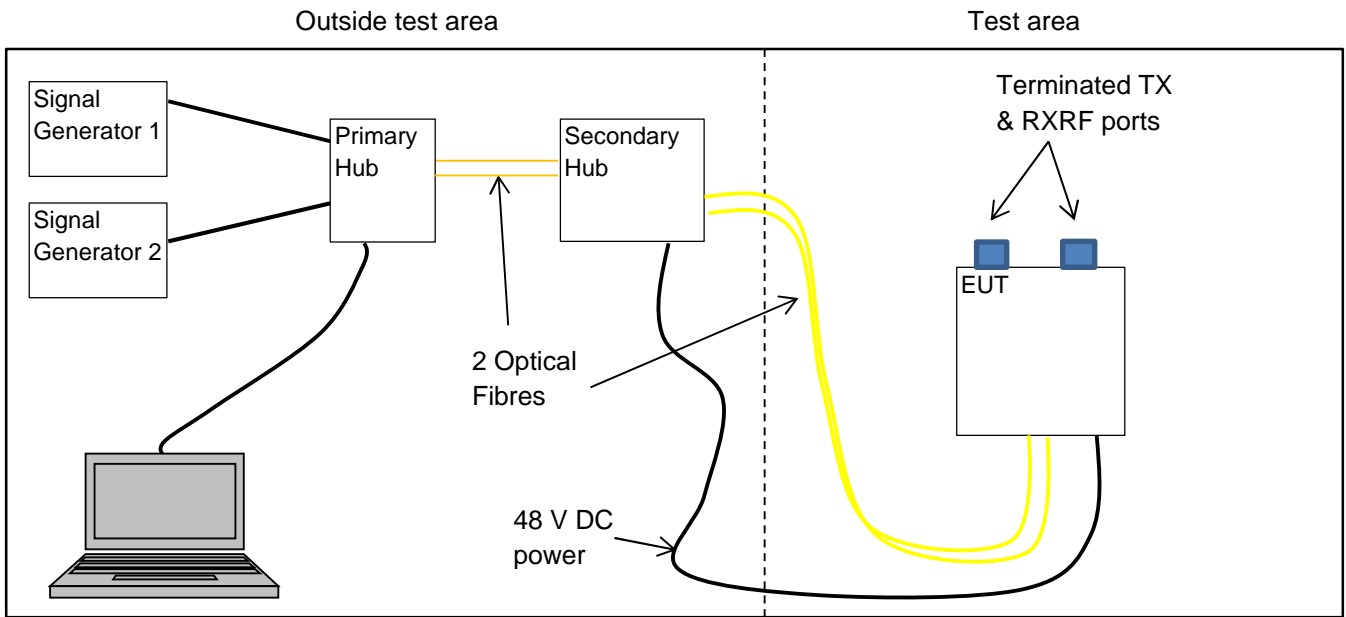 Outside test area
Test area
Signal
Generator 1
Primary
Hub
Secondary
Hub
Terminated TX
& RXRF ports
Signal
Generator 2
EUT
2 Optical
Fibres
48 V DC
power